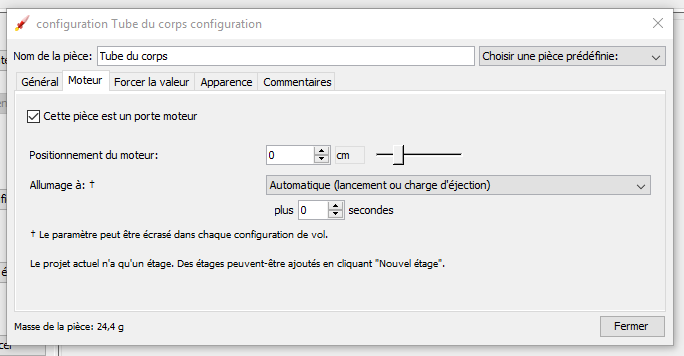 configuration Tube du corps configuration
Nom de la pièce: Tube du corps Choisir une pièce prédéfinie:
Général Moteur Forcer la valeur Apparence Commentaires
Cette pièce est un porte moteur
Positionnement du moteur: 0 cm
Allumage à: † Automatique (lancement ou charge d'éjection)
plus 0 secondes
† Le paramètre peut être écrasé dans chaque configuration de vol.
Le projet actuel n'a qu'un étage. Des étages peuvent-être ajoutés en cliquant "Nouvel étage".
Masse de la pièce: 24,4 g Fermer